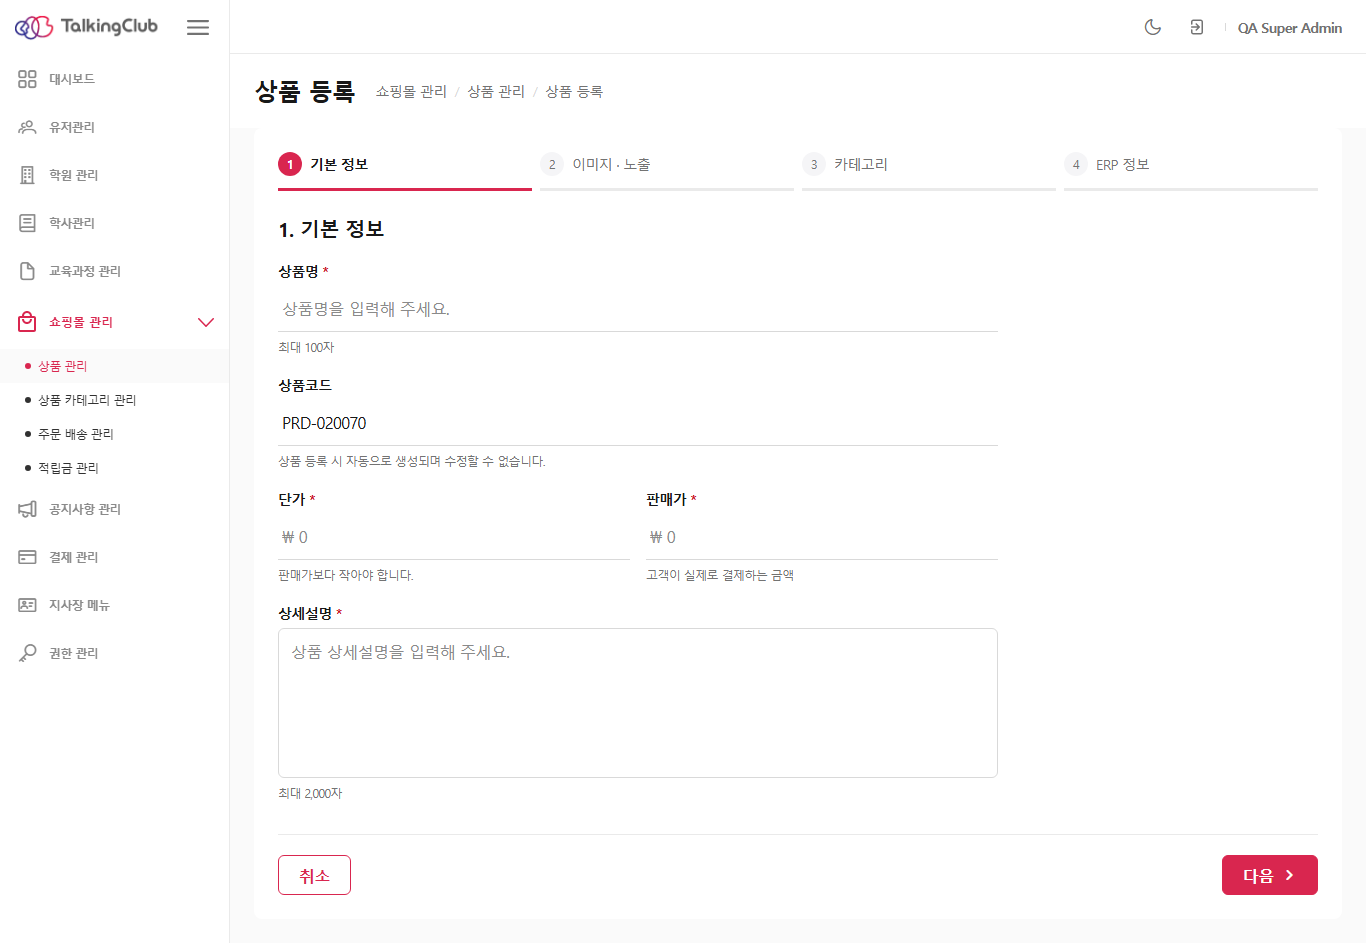 TalkingClub
QA Super Admin
대시보드
유저관리
학원 관리
학사관리
교육과정 관리
쇼핑몰 관리
상품 관리
상품 카테고리 관리
주문 배송 관리
적립금 관리
공지사항 관리
결제 관리
지사장 메뉴
권한 관리
상품 등록 쇼핑몰 관리 / 상품 관리 / 상품 등록
1 기본 정보 2 이미지 · 노출 3 카테고리 4 ERP 정보
1. 기본 정보
상품명 *
상품명을 입력해 주세요.
최대 100자
상품코드
PRD-020070
상품 등록 시 자동으로 생성되며 수정할 수 없습니다.
단가 * 판매가 *
₩ 0 ₩ 0
판매가보다 작아야 합니다. 고객이 실제로 결제하는 금액
상세설명 *
상품 상세설명을 입력해 주세요.
최대 2,000자
취소 다음